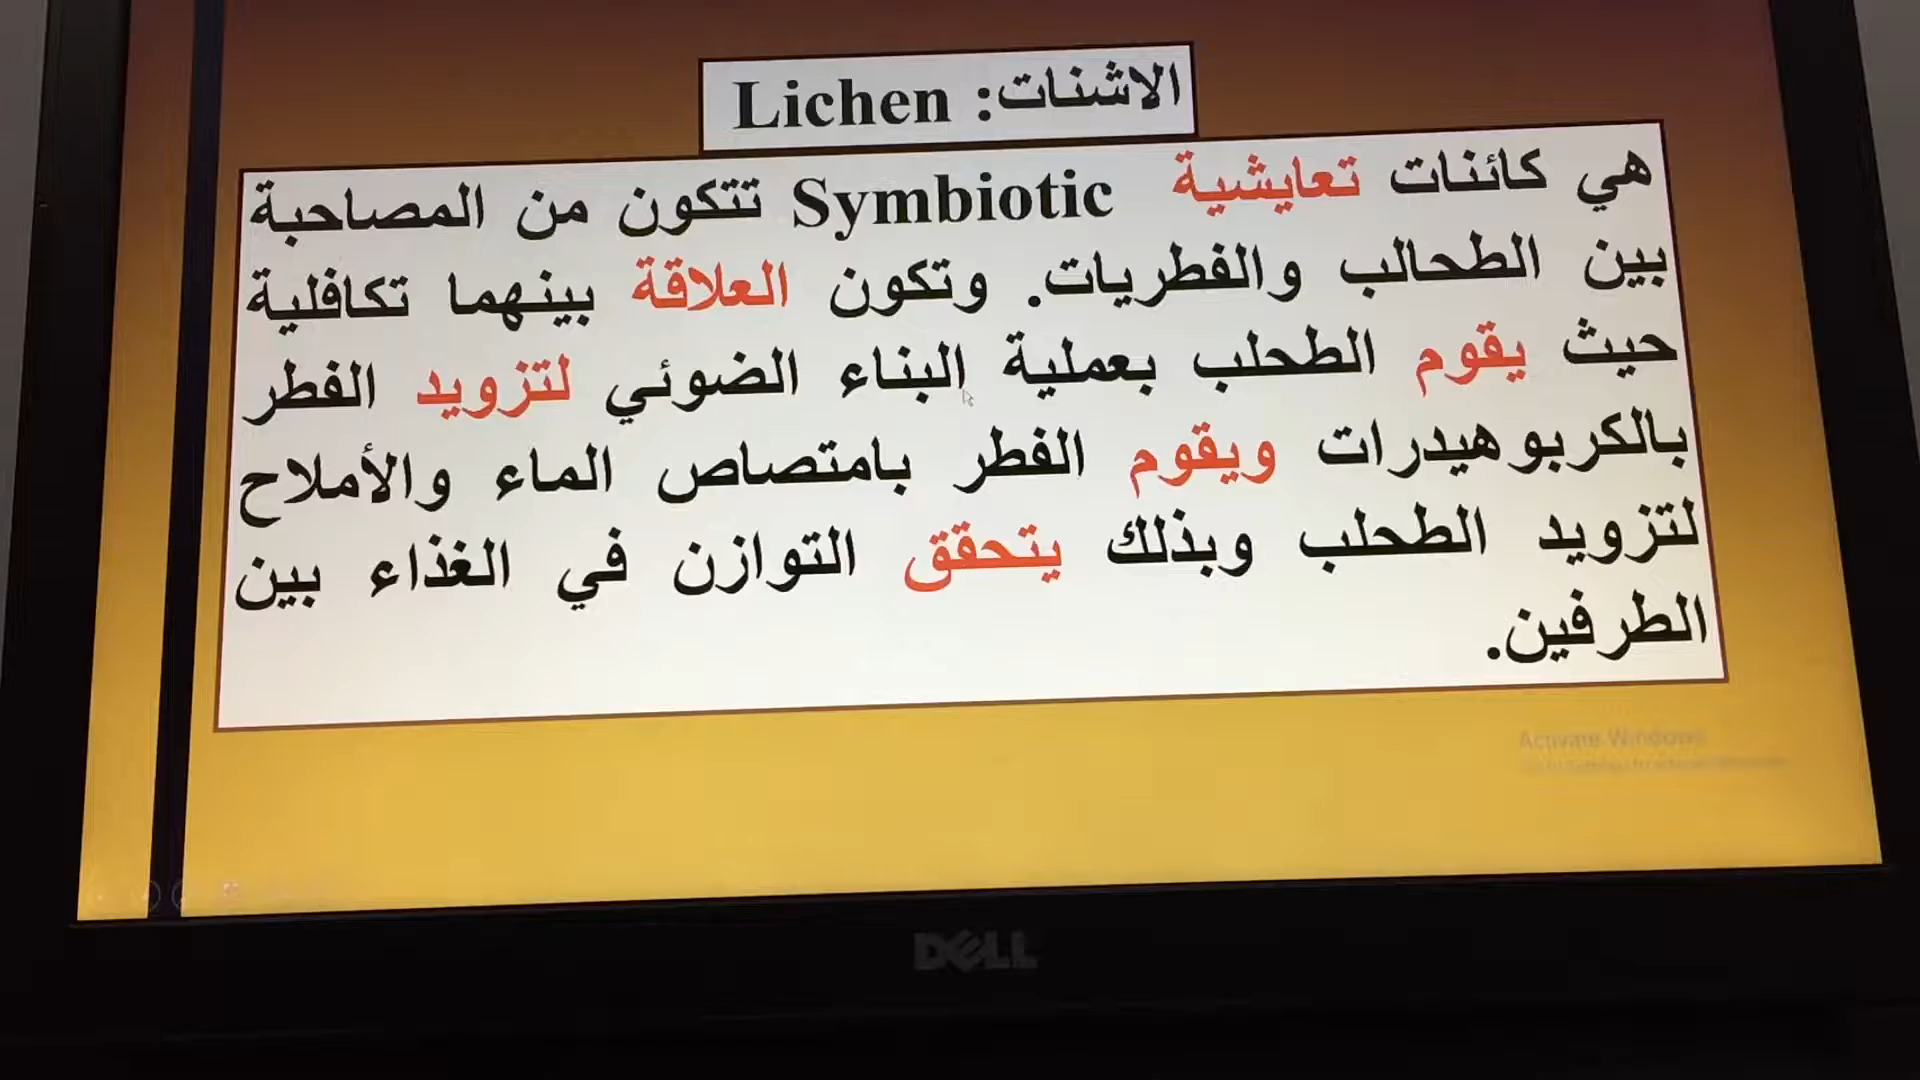 الاشنات: Lichen
هي كائنات تعايشية Symbiotic تتكون من المصاحبة
بين الطحالب والفطريات. وتكون العلاقة بينهما تكافلية
حيث يقوم الطحلب بعملية البناء الضوئي لتزويد الفطر
بالكربوهيدرات ويقوم الفطر بامتصاص الماء والأملاح
لتزويد الطحلب وبذلك يتحقق التوازن في الغذاء بين
الطرفين.
Activate Windows
DELL